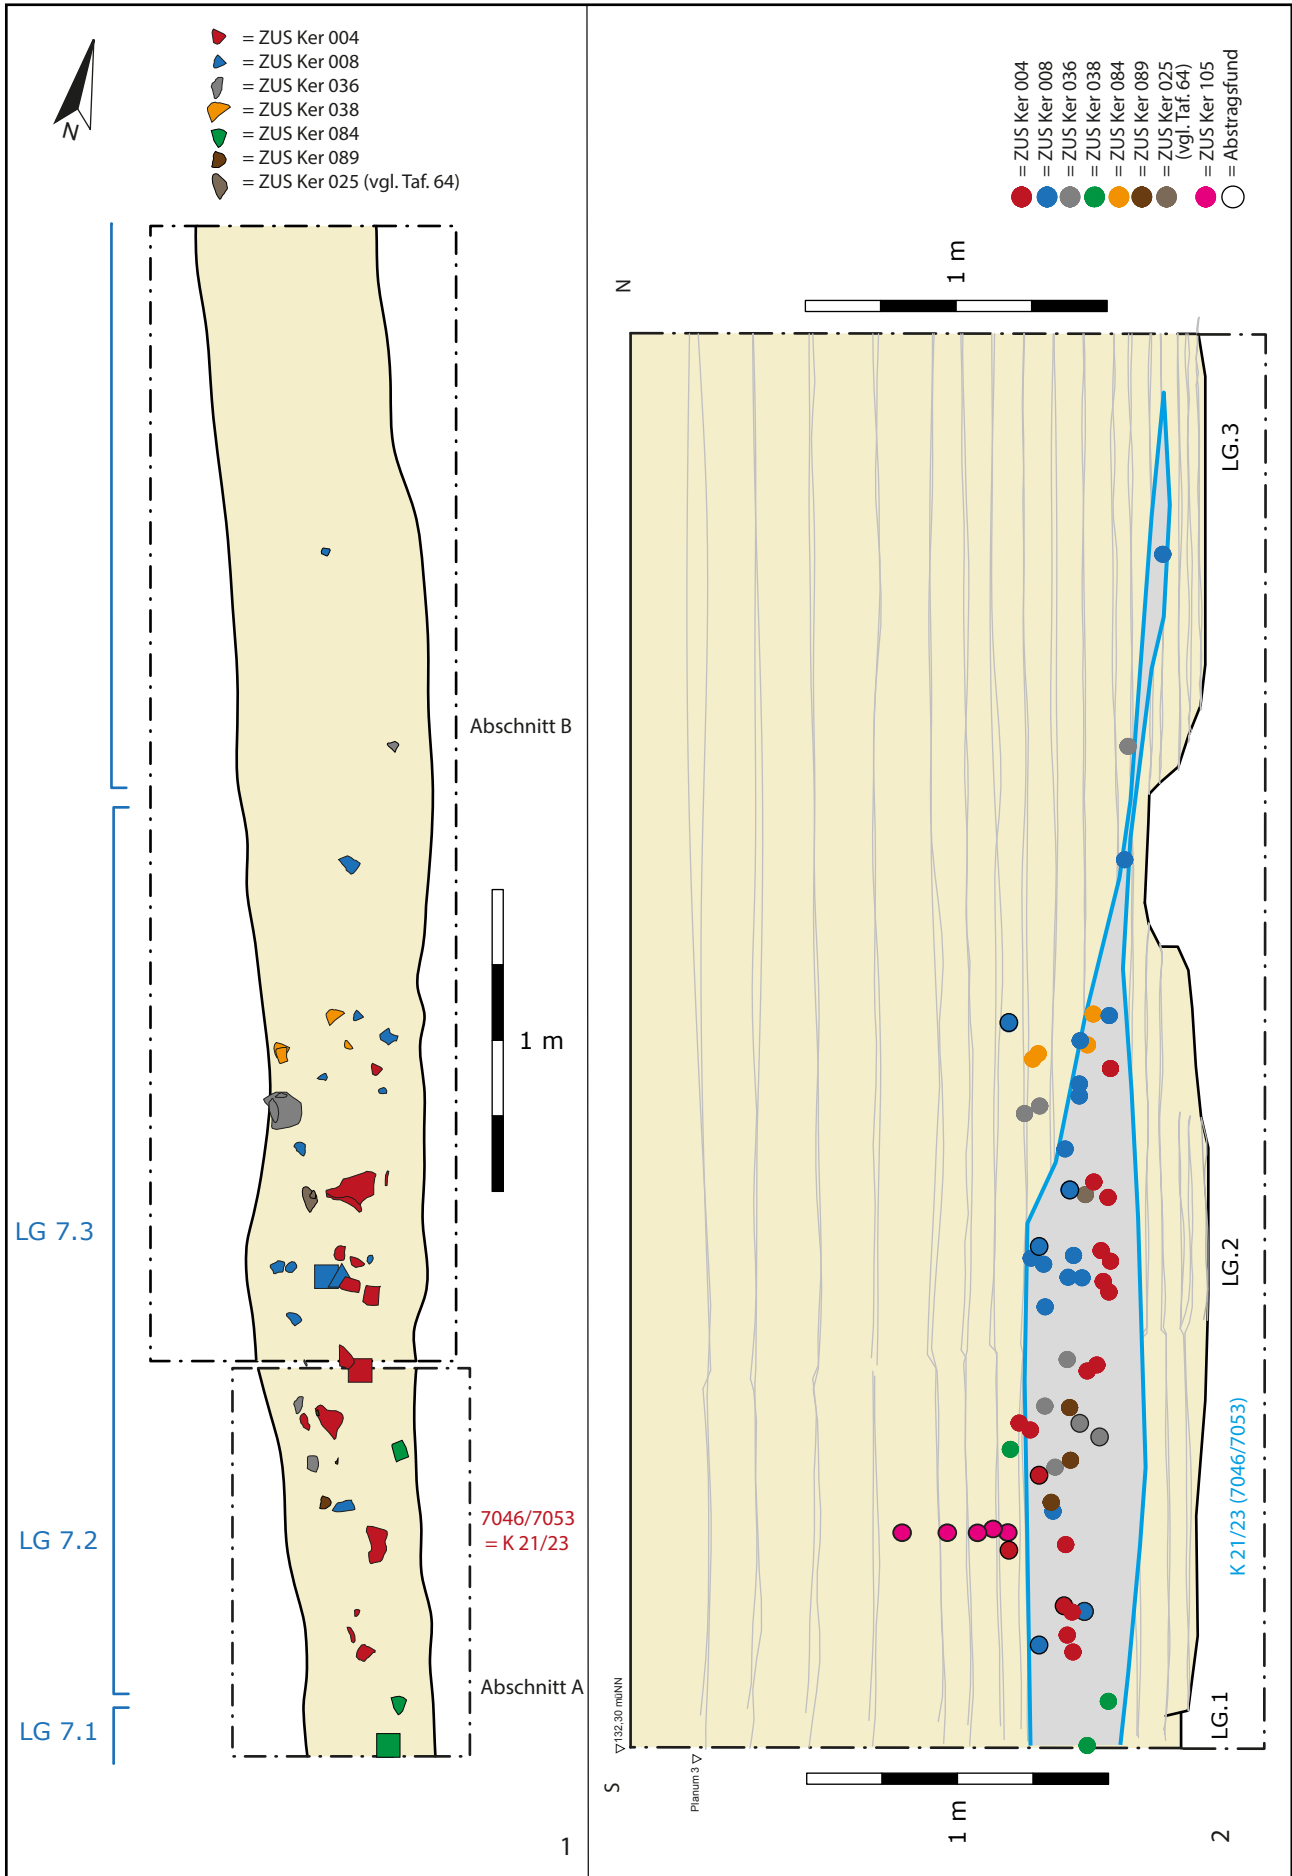 N
= ZUS Ker 004
= ZUS Ker 008
= ZUS Ker 036
= ZUS Ker 038
= ZUS Ker 084
= ZUS Ker 089
= ZUS Ker 025 (vgl. Taf. 64)
Abschnitt B
1 m
LG 7.3
7046/7053
= K 21/23
LG 7.2
Abschnitt A
LG 7.1
1
= ZUS Ker 004
= ZUS Ker 008
= ZUS Ker 036
= ZUS Ker 038
= ZUS Ker 084
= ZUS Ker 089
= ZUS Ker 025
(vgl. Taf. 64)
= ZUS Ker 105
= Abstragsfund
1 m
N
LG.3
LG.2
K 21/23 (7046/7053)
LG.1
132,30 müNN
Planum 3
S
1 m
2